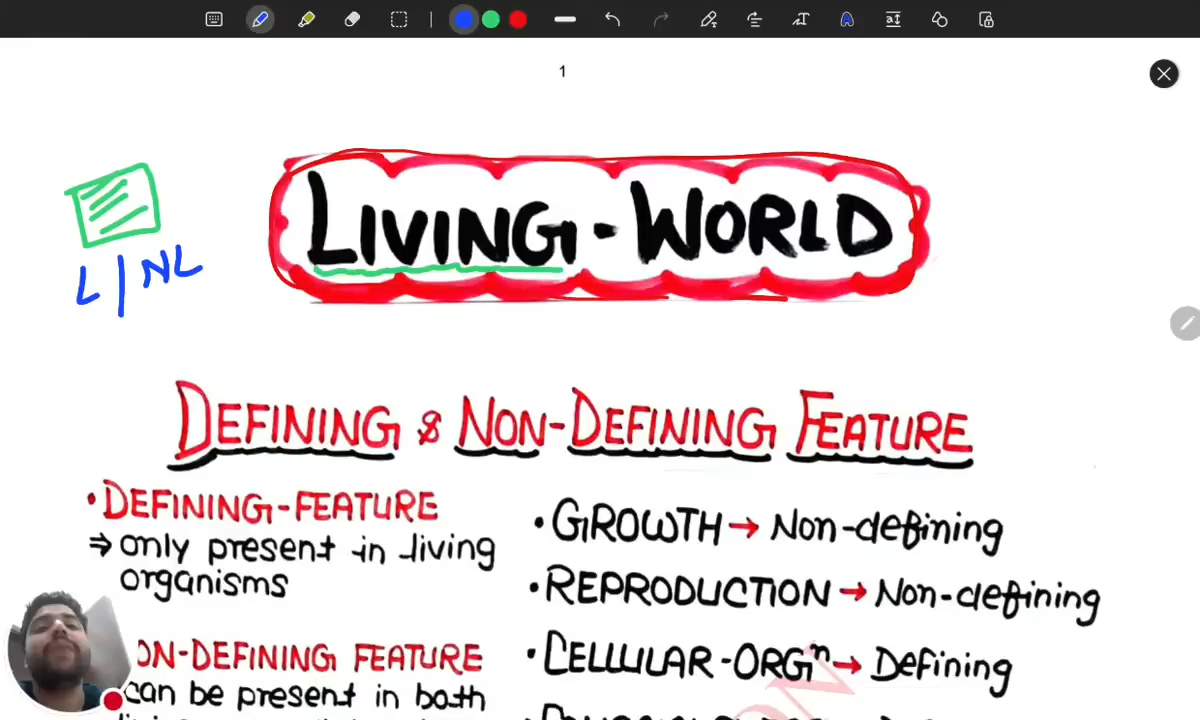 1
L | NL
LIVING - WORLD
DEFINING & NON-DEFINING FEATURE
• DEFINING-FEATURE
⇒ only present in living
organisms
ON-DEFINING FEATURE
can be present in both
• GROWTH → Non-defining
• REPRODUCTION → Non-defining
• CELLULAR-ORGⁿ → Defining